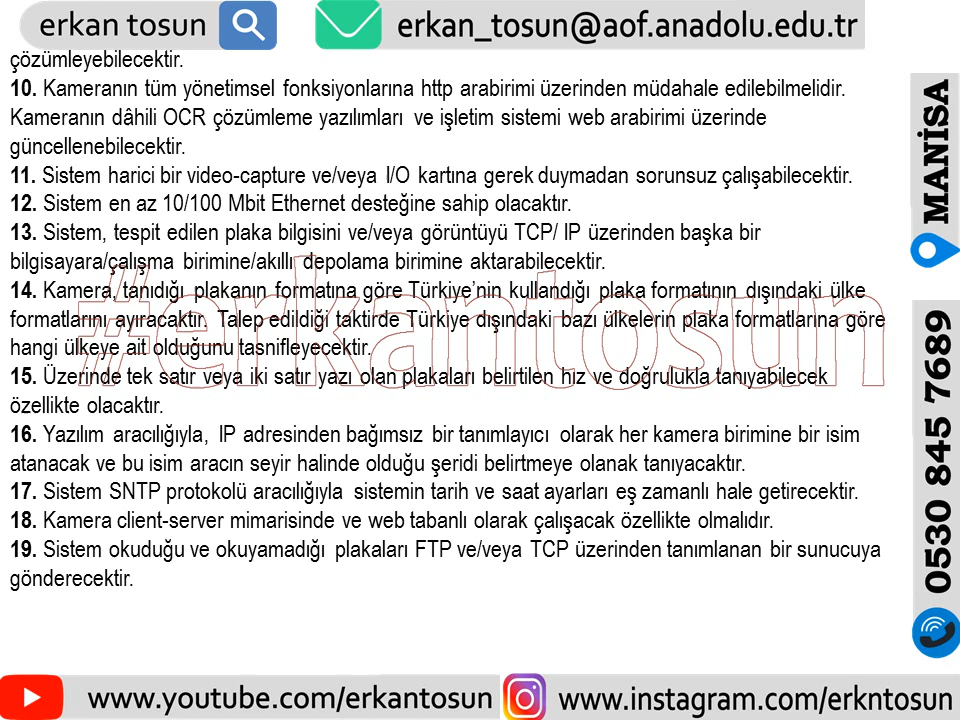 erkan tosun
erkan_tosun@aof.anadolu.edu.tr
çözümleyebilecektir.
10. Kameranın tüm yönetimsel fonksiyonlarına http arabirimi üzerinden müdahale edilebilmelidir.
Kameranın dâhili OCR çözümleme yazılımları ve işletim sistemi web arabirimi üzerinde
güncellenebilecektir.
11. Sistem harici bir video-capture ve/veya I/O kartına gerek duymadan sorunsuz çalışabilecektir.
12. Sistem en az 10/100 Mbit Ethernet desteğine sahip olacaktır.
13. Sistem, tespit edilen plaka bilgisini ve/veya görüntüyü TCP/ IP üzerinden başka bir
bilgisayara/çalışma birimine/akıllı depolama birimine aktarabilecektir.
14. Kamera, tanıdığı plakanın formatına göre Türkiye’nin kullandığı plaka formatının dışındaki ülke
formatlarını ayıracaktır. Talep edildiği taktirde Türkiye dışındaki bazı ülkelerin plaka formatlarına göre
hangi ülkeye ait olduğunu tasnifleyecektir.
15. Üzerinde tek satır veya iki satır yazı olan plakaları belirtilen hız ve doğrulukla tanıyabilecek
özellikte olacaktır.
16. Yazılım aracılığıyla, IP adresinden bağımsız bir tanımlayıcı olarak her kamera birimine bir isim
atanacak ve bu isim aracın seyir halinde olduğu şeridi belirtmeye olanak tanıyacaktır.
17. Sistem SNTP protokolü aracılığıyla sistemin tarih ve saat ayarları eş zamanlı hale getirecektir.
18. Kamera client-server mimarisinde ve web tabanlı olarak çalışacak özellikte olmalıdır.
19. Sistem okuduğu ve okuyamadığı plakaları FTP ve/veya TCP üzerinden tanımlanan bir sunucuya
gönderecektir.
#erkantosun
MANİSA
0530 845 7689
www.youtube.com/erkantosun
www.instagram.com/erkntosun